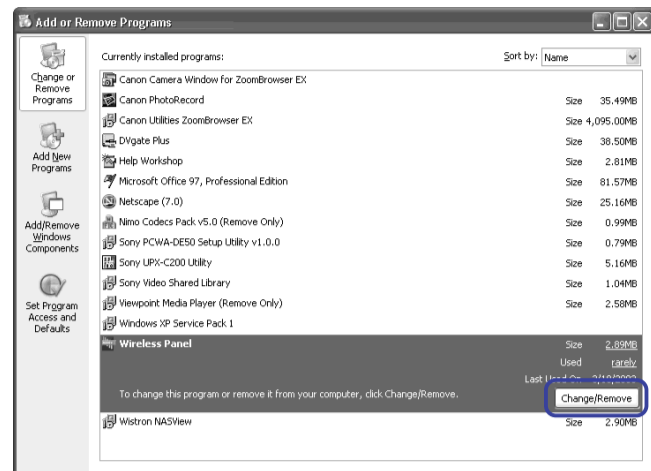 Add or Remove Programs
Change or
Remove
Programs
Add New
Programs
Add/Remove
Windows
Components
Set Program
Access and
Defaults
Currently installed programs:
Sort by: Name
Canon Camera Window for ZoomBrowser EX
Canon PhotoRecord Size 35.49MB
Canon Utilities ZoomBrowser EX Size 4,095.00MB
DVgate Plus Size 38.50MB
Help Workshop Size 2.81MB
Microsoft Office 97, Professional Edition Size 81.57MB
Netscape (7.0) Size 25.16MB
Nimo Codecs Pack v5.0 (Remove Only) Size 0.99MB
Sony PCWA-DE50 Setup Utility v1.0.0 Size 0.79MB
Sony UPX-C200 Utility Size 5.16MB
Sony Video Shared Library Size 1.04MB
Viewpoint Media Player (Remove Only) Size 2.58MB
Windows XP Service Pack 1
Wireless Panel Size 2.89MB
Used rarely
Last Used On
To change this program or remove it from your computer, click Change/Remove. Change/Remove
Wistron NASView Size 2.90MB